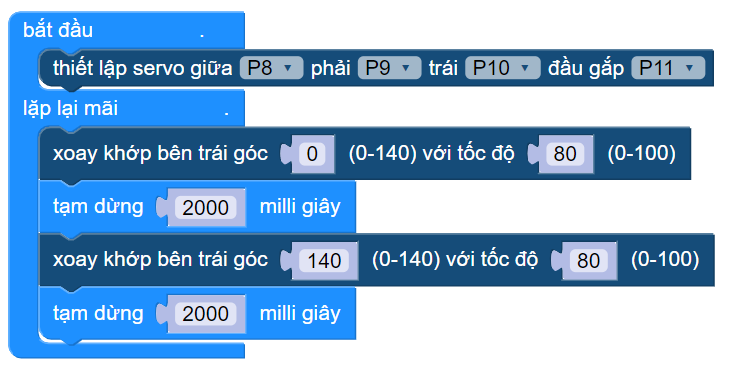 bắt đầu .
thiết lập servo giữa P8 phải P9 trái P10 đầu gắp P11
lặp lại mãi .
xoay khớp bên trái góc 0 (0-140) với tốc độ 80 (0-100)
tạm dừng 2000 milli giây
xoay khớp bên trái góc 140 (0-140) với tốc độ 80 (0-100)
tạm dừng 2000 milli giây